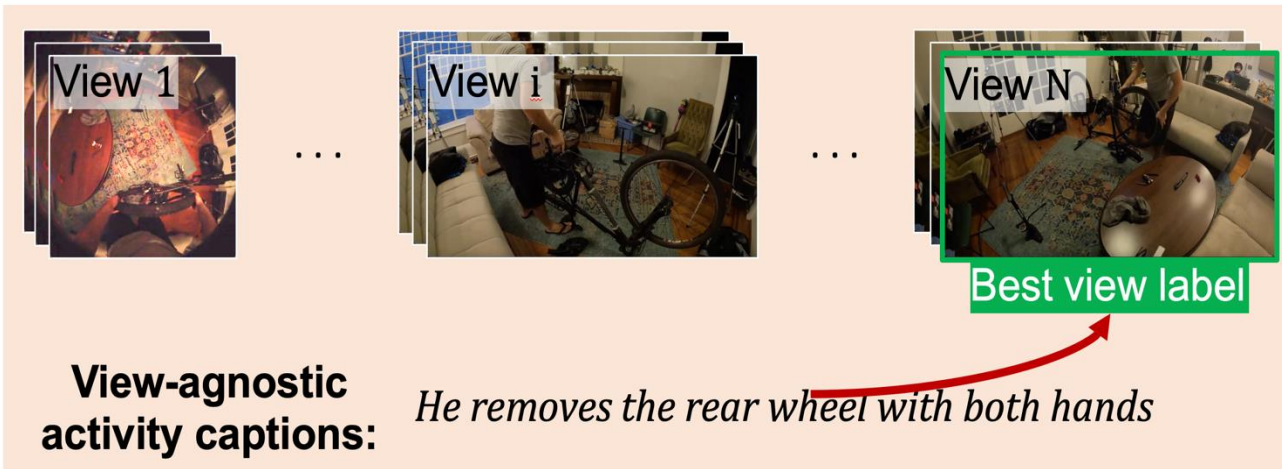 View 1
...
View i
...
View N
Best view label
View-agnostic
activity captions:
He removes the rear wheel with both hands